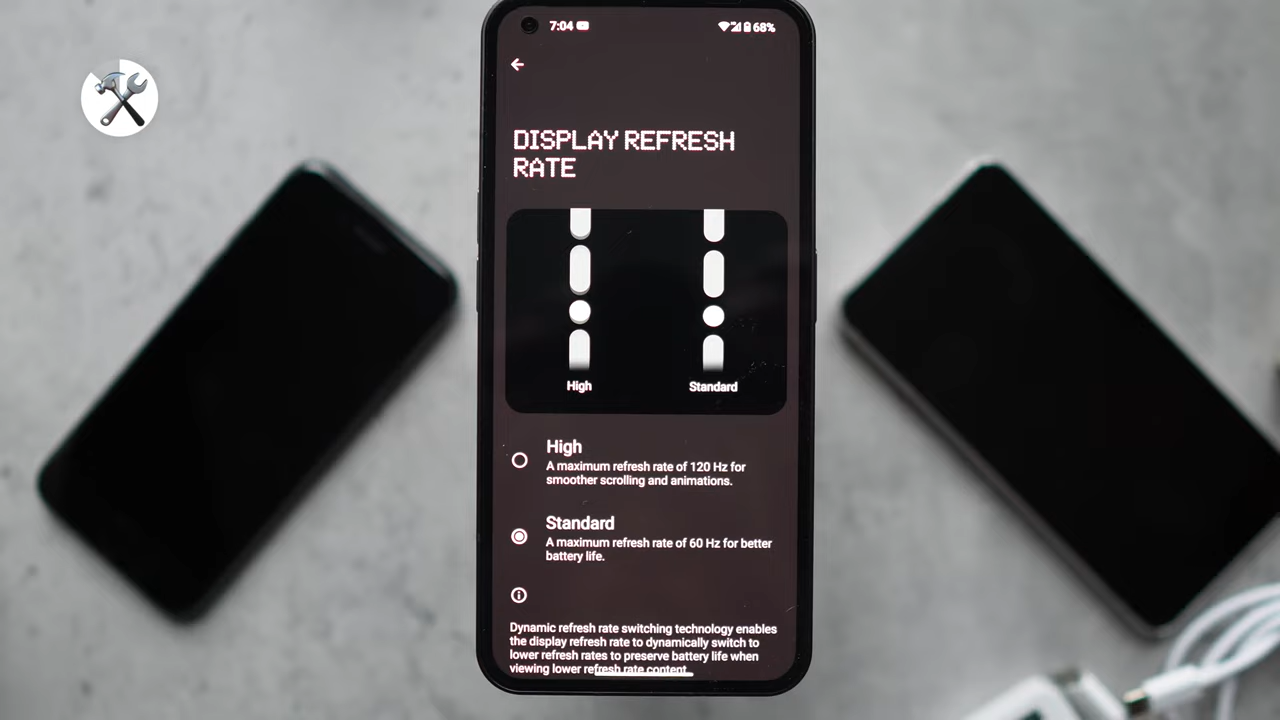 7:04
68%
DISPLAY REFRESH
RATE
High
Standard
High
A maximum refresh rate of 120 Hz for
smoother scrolling and animations.
Standard
A maximum refresh rate of 60 Hz for better
battery life.
Dynamic refresh rate switching technology enables
the display refresh rate to dynamically switch to
lower refresh rates to preserve battery life when
viewing lower refresh rate content.